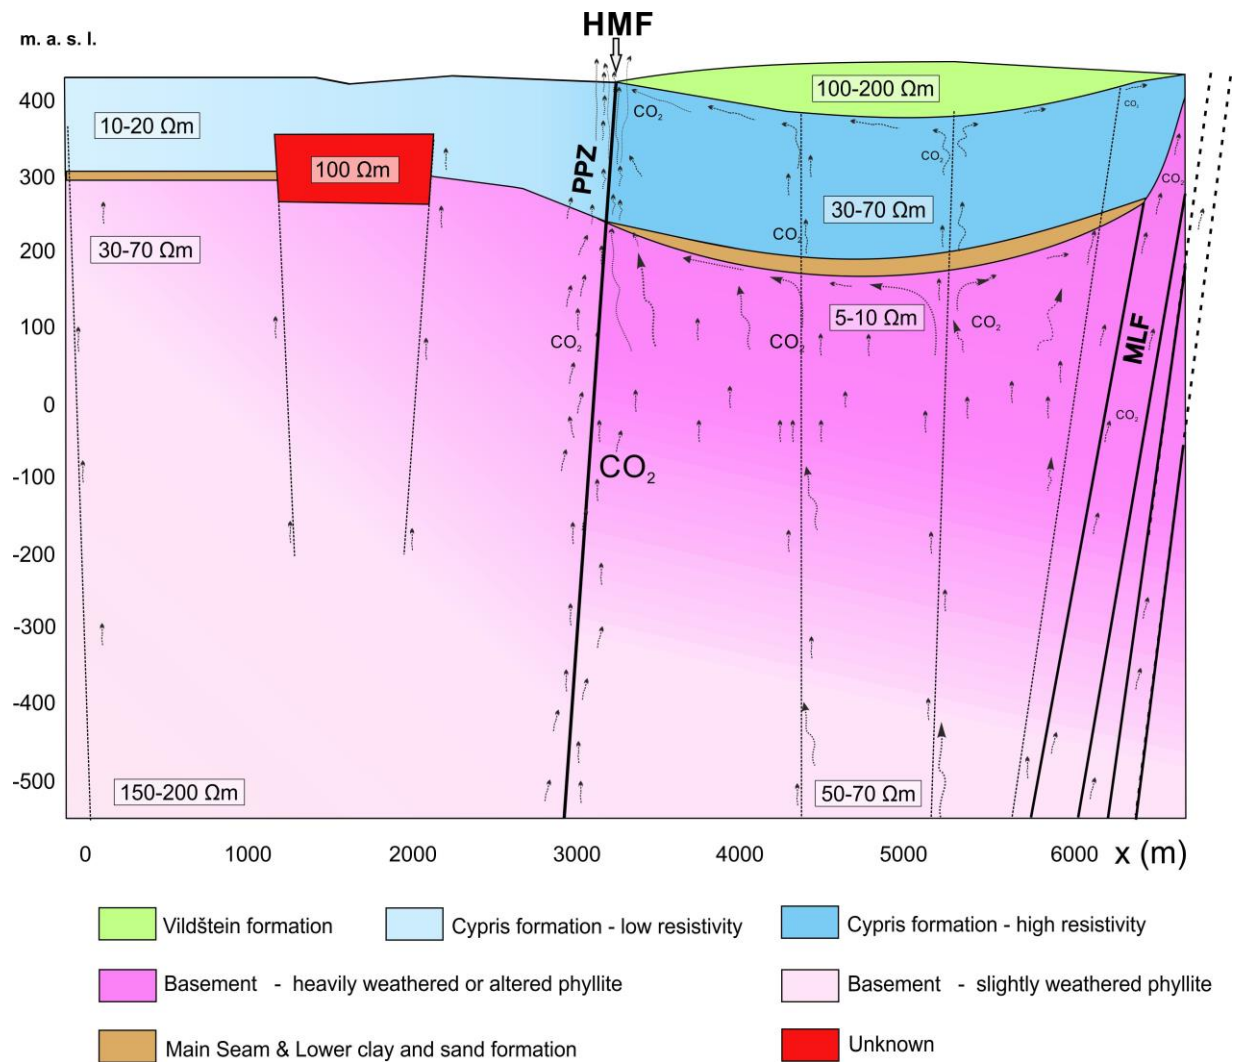 HMF
m. a. s. l.
400
300
200
100
0
-100
-200
-300
-400
-500
100-200 Ωm
10-20 Ωm
CO₂
CO₂
CO₂
100 Ωm
PPZ
CO₂
30-70 Ωm
CO₂
30-70 Ωm
5-10 Ωm
CO₂
CO₂
CO₂
MLF
CO₂
CO₂
150-200 Ωm
50-70 Ωm
0 1000 2000 3000 4000 5000 6000 x (m)
Vildštein formation
Cypris formation - low resistivity
Cypris formation - high resistivity
Basement - heavily weathered or altered phyllite
Basement - slightly weathered phyllite
Main Seam & Lower clay and sand formation
Unknown